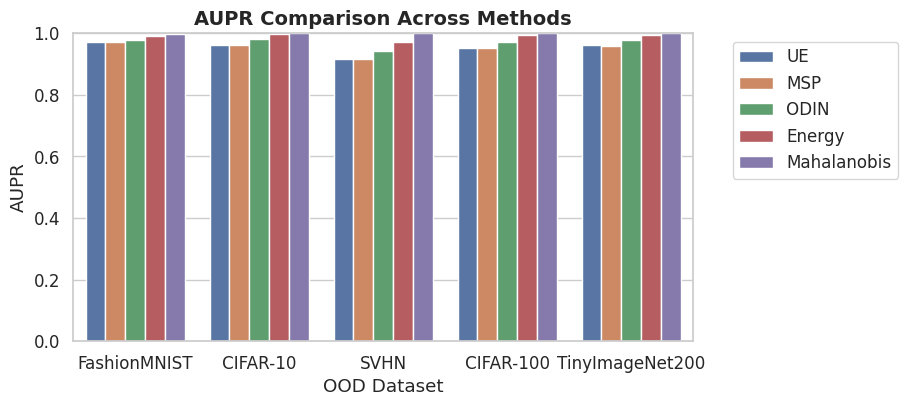 AUPR Comparison Across Methods
1.0
0.8
0.6
0.4
0.2
0.0
AUPR
FashionMNIST CIFAR-10 SVHN CIFAR-100 TinyImageNet200
OOD Dataset
UE
MSP
ODIN
Energy
Mahalanobis